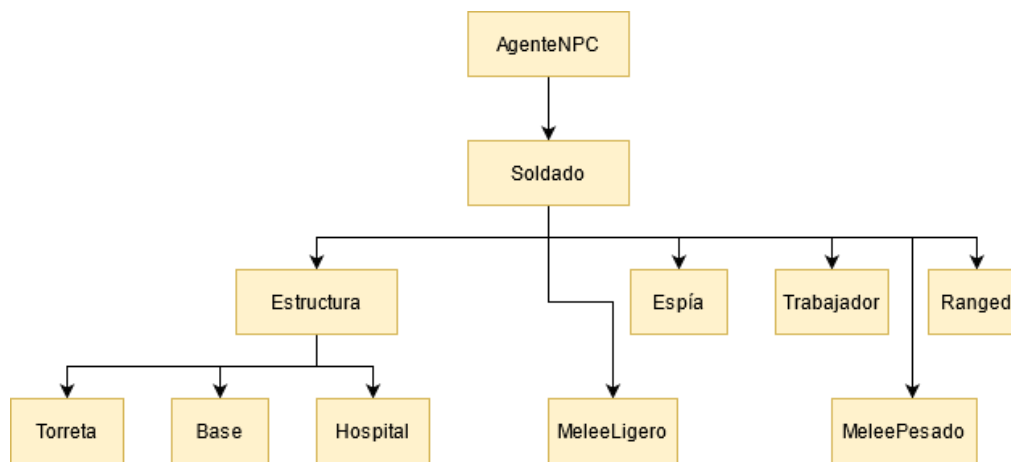 AgenteNPC
Soldado
Estructura
Espía
Trabajador
Ranged
Torreta
Base
Hospital
MeleeLigero
MeleePesado